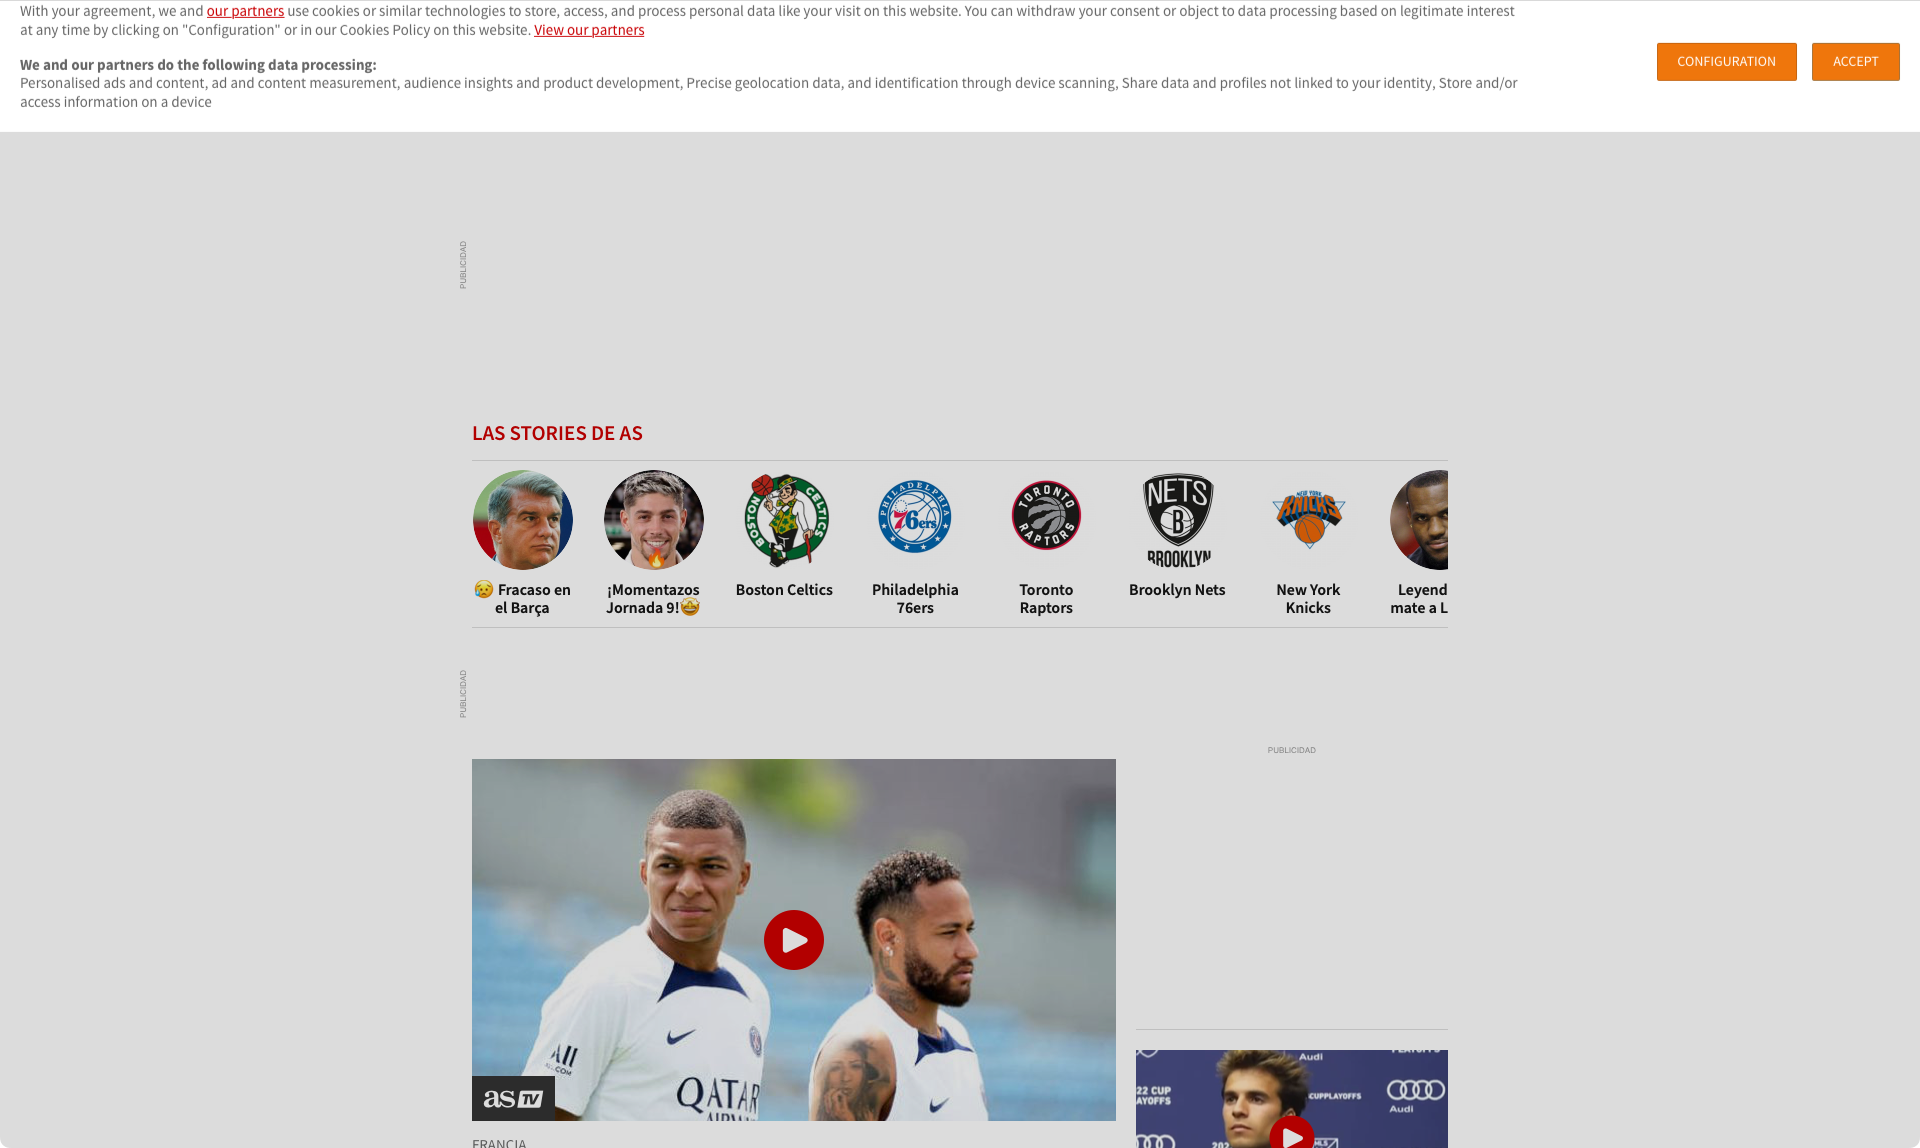 With your agreement, we and our partners use cookies or similar technologies to store, access, and process personal data like your visit on this website. You can withdraw your consent or object to data processing based on legitimate interest
at any time by clicking on "Configuration" or in our Cookies Policy on this website. View our partners
We and our partners do the following data processing:
Personalised ads and content, ad and content measurement, audience insights and product development, Precise geolocation data, and identification through device scanning, Share data and profiles not linked to your identity, Store and/or
access information on a device
CONFIGURATION
ACCEPT
PUBLICIDAD
LAS STORIES DE AS
BOSTON CELTICS
PHILADELPHIA
76ers
TORONTO
RAPTORS
NETS
B
BROOKLYN
NEW YORK
KNICKS
😥 Fracaso en
el Barça
¡Momentazos
Jornada 9!🤩
Boston Celtics
Philadelphia
76ers
Toronto
Raptors
Brooklyn Nets
New York
Knicks
Leyend
mate a L
PUBLICIDAD
PUBLICIDAD
ALL
ALL.COM
QATAR
AIRW
as TV
FRANCIA
Audi
PLAYOFFS
22 CUP
AYOFFS
CUPPLAYOFFS
Audi
202
MLS